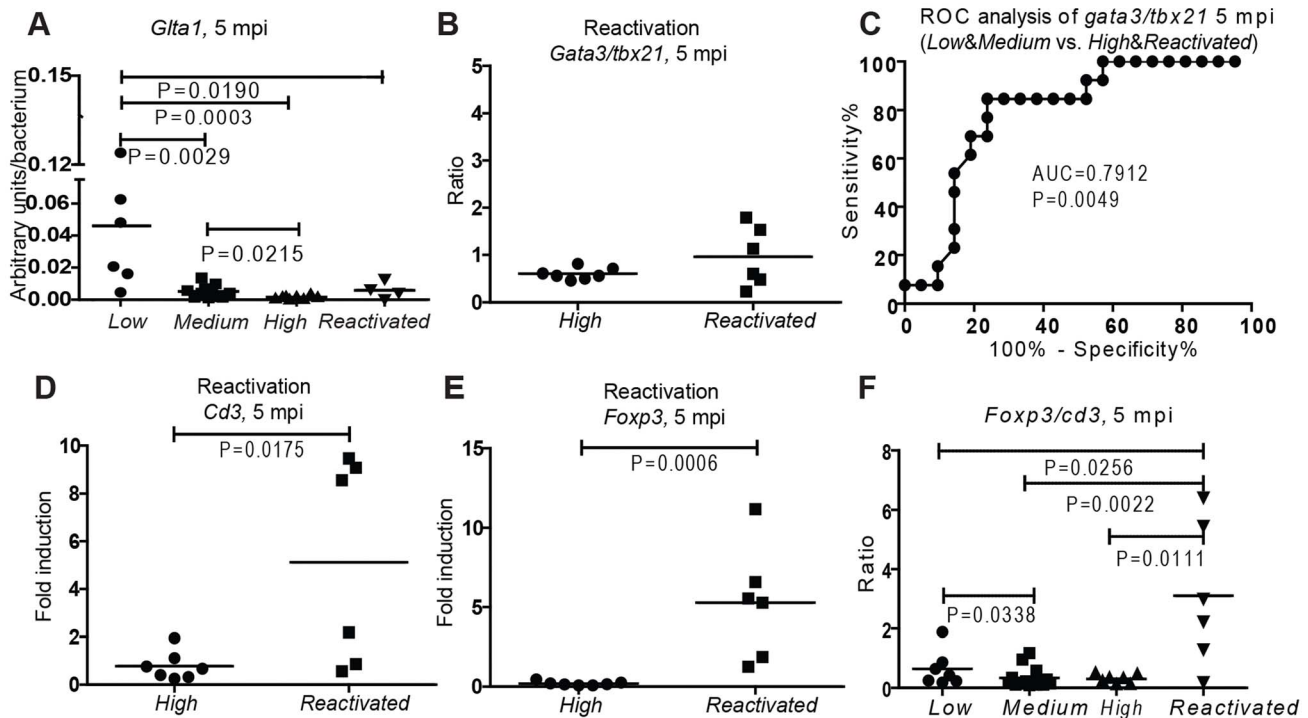 A
Glta1, 5 mpi
Arbitrary units/bacterium
0.15
0.12
0.06
0.04
0.02
0.00
P=0.0190
P=0.0003
P=0.0029
P=0.0215
Low Medium High Reactivated
B
Reactivation
Gata3/tbx21, 5 mpi
Ratio
5
4
3
2
1
0
High Reactivated
C
ROC analysis of gata3/tbx21 5 mpi
(Low&Medium vs. High&Reactivated)
Sensitivity%
100
80
60
40
20
0
AUC=0.7912
P=0.0049
0 20 40 60 80 100
100% - Specificity%
D
Reactivation
Cd3, 5 mpi
P=0.0175
Fold induction
10
8
6
4
2
0
High Reactivated
E
Reactivation
Foxp3, 5 mpi
P=0.0006
Fold induction
15
10
5
0
High Reactivated
F
Foxp3/cd3, 5 mpi
Ratio
8
6
4
2
0
P=0.0256
P=0.0022
P=0.0111
P=0.0338
Low Medium High Reactivated